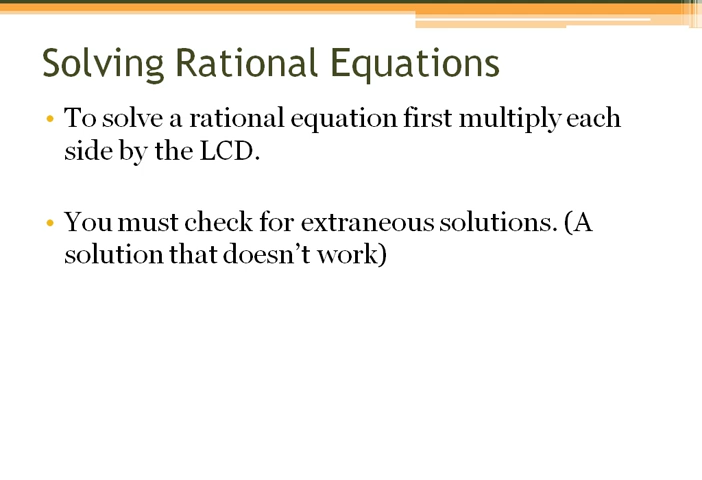 Solving Rational Equations
• To solve a rational equation first multiply each
side by the LCD.
• You must check for extraneous solutions. (A
solution that doesn’t work)